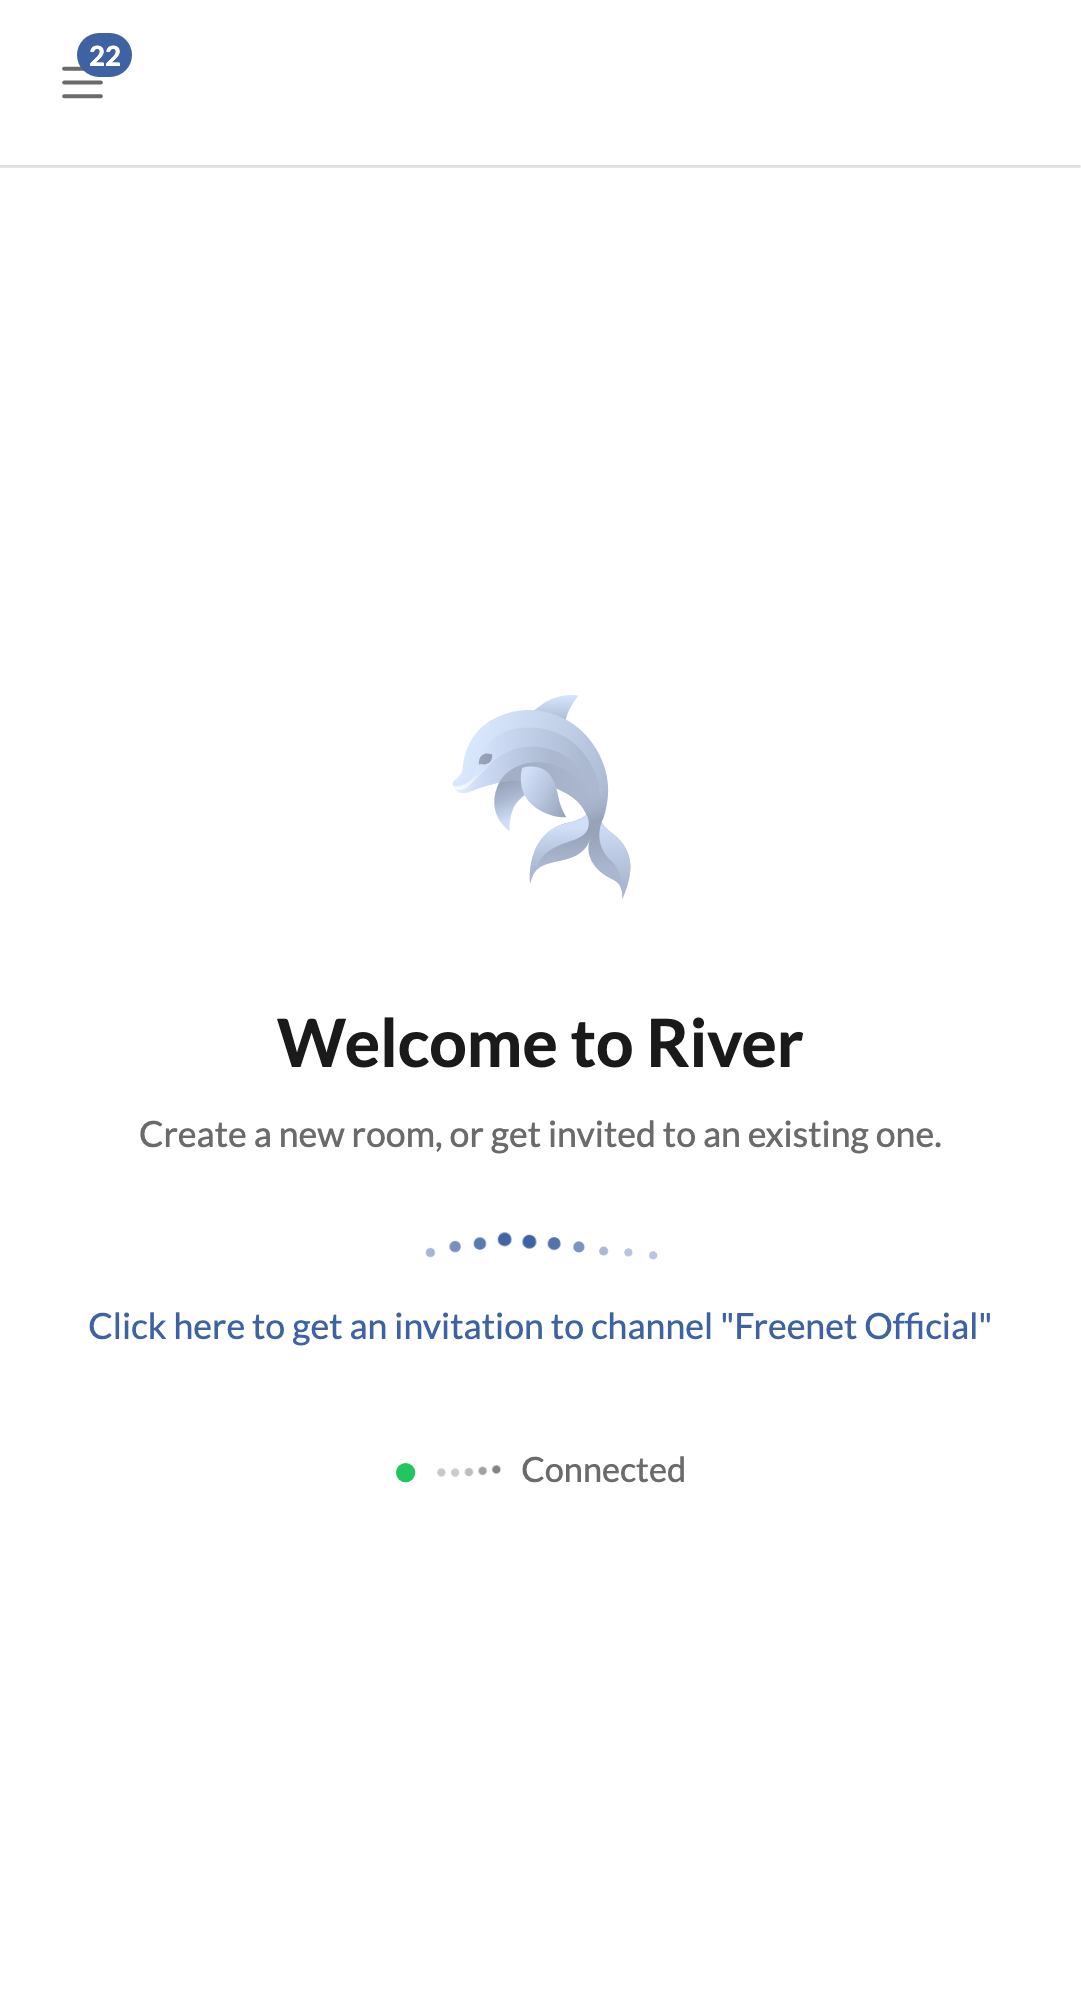 22
Welcome to River
Create a new room, or get invited to an existing one.
Click here to get an invitation to channel "Freenet Official"
Connected